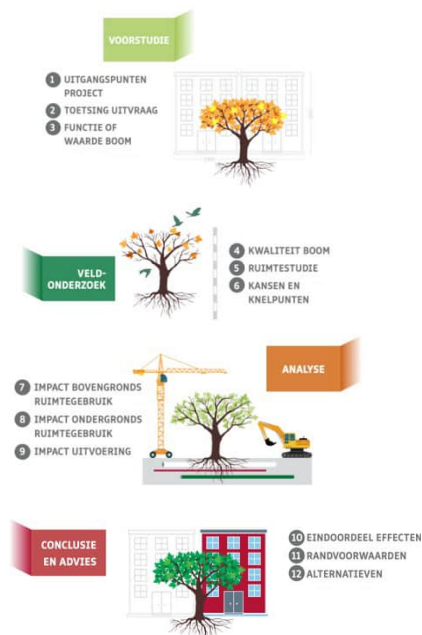 VOORSTUDIE
1 UITGANGSPUNTEN
PROJECT
2 TOETSING UITVRAAG
3 FUNCTIE OF
WAARDE BOOM
VELD-
ONDERZOEK
4 KWALITEIT BOOM
5 RUIMTESTUDIE
6 KANSEN EN
KNELPUNTEN
ANALYSE
7 IMPACT BOVENGRONDS
RUIMTEGEBRUIK
8 IMPACT ONDERGRONDS
RUIMTEGEBRUIK
9 IMPACT UITVOERING
CONCLUSIE
EN ADVIES
10 EINDOORDEEL EFFECTEN
11 RANDVOORWAARDEN
12 ALTERNATIEVEN